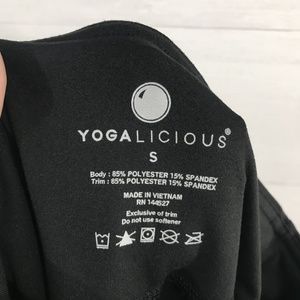 YOGALICIOUS®
S
Body : 85% POLYESTER 15% SPANDEX
Trim : 85% POLYESTER 15% SPANDEX
MADE IN VIETNAM
RN 144527
Exclusive of trim
Do not use softener